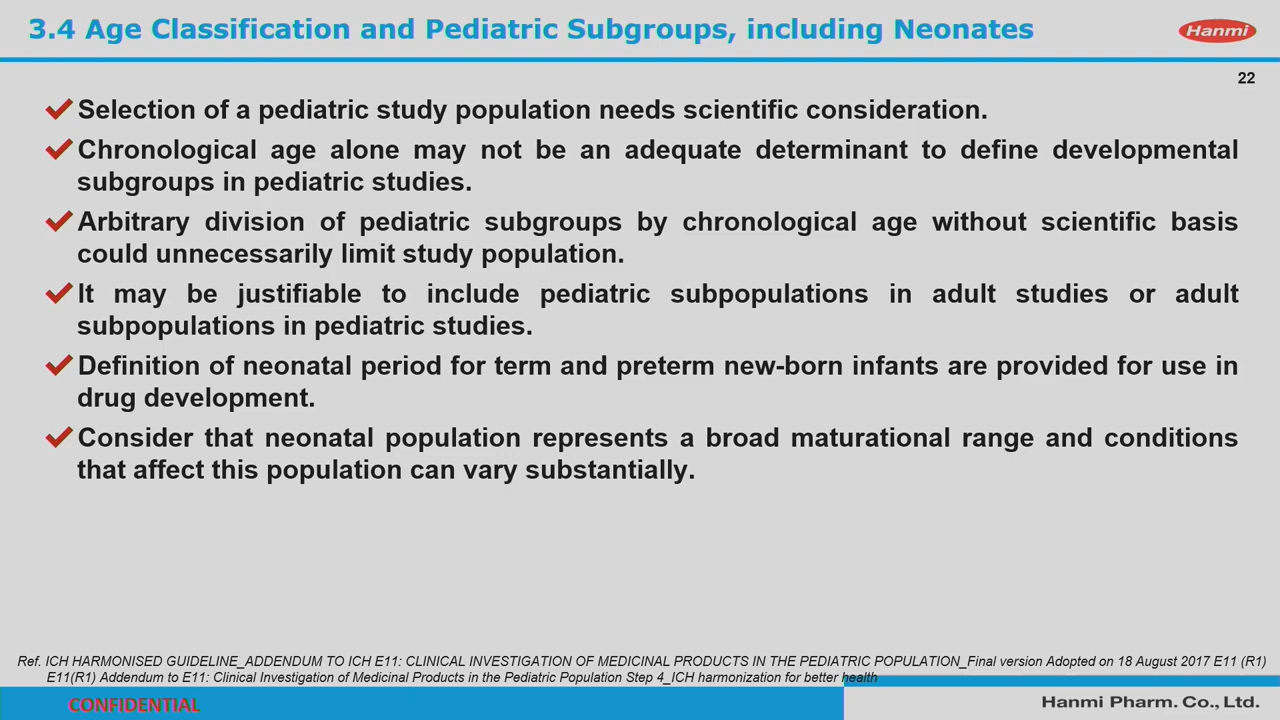 3.4 Age Classification and Pediatric Subgroups, including Neonates
Hanmi
22
Selection of a pediatric study population needs scientific consideration.
Chronological age alone may not be an adequate determinant to define developmental
subgroups in pediatric studies.
Arbitrary division of pediatric subgroups by chronological age without scientific basis
could unnecessarily limit study population.
It may be justifiable to include pediatric subpopulations in adult studies or adult
subpopulations in pediatric studies.
Definition of neonatal period for term and preterm new-born infants are provided for use in
drug development.
Consider that neonatal population represents a broad maturational range and conditions
that affect this population can vary substantially.
Ref. ICH HARMONISED GUIDELINE_ADDENDUM TO ICH E11: CLINICAL INVESTIGATION OF MEDICINAL PRODUCTS IN THE PEDIATRIC POPULATION_Final version Adopted on 18 August 2017 E11 (R1)
E11(R1) Addendum to E11: Clinical Investigation of Medicinal Products in the Pediatric Population Step 4_ICH harmonization for better health
CONFIDENTIAL
Hanmi Pharm. Co., Ltd.